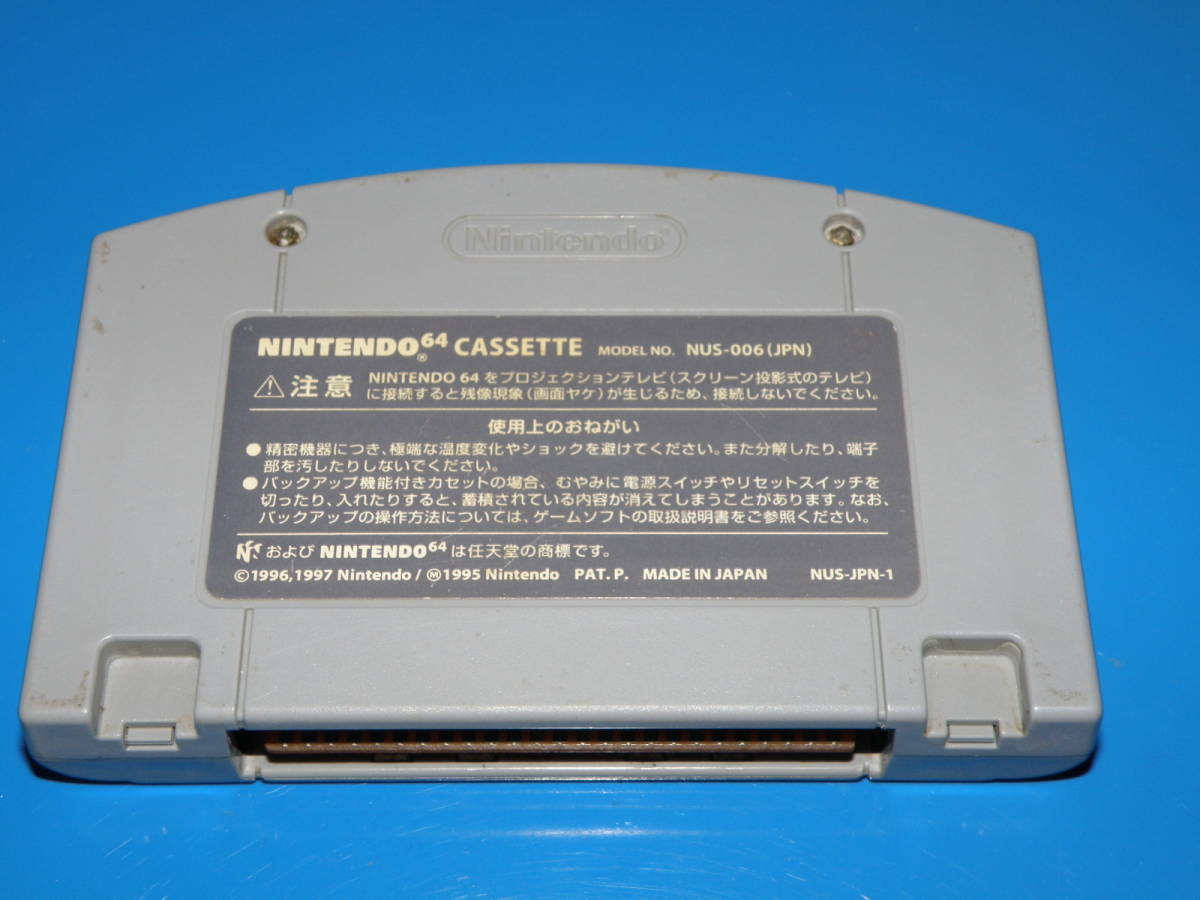 Nintendo®
NINTENDO64® CASSETTE MODEL NO. NUS-006(JPN)
⚠注意 NINTENDO 64 をプロジェクションテレビ(スクリーン投影式のテレビ)
に接続すると残像現象(画面ヤケ)が生じるため、接続しないでください。
使用上のおねがい
●精密機器につき、極端な温度変化やショックを避けてください。また分解したり、端子
部を汚したりしないでください。
●バックアップ機能付きカセットの場合、むやみに電源スイッチやリセットスイッチを
切ったり、入れたりすると、蓄積されている内容が消えてしまうことがあります。なお、
バックアップの操作方法については、ゲームソフトの取扱説明書をご参照ください。
および NINTENDO64 は任天堂の商標です。
©1996,1997 Nintendo / Ⓜ1995 Nintendo PAT. P. MADE IN JAPAN NUS-JPN-1